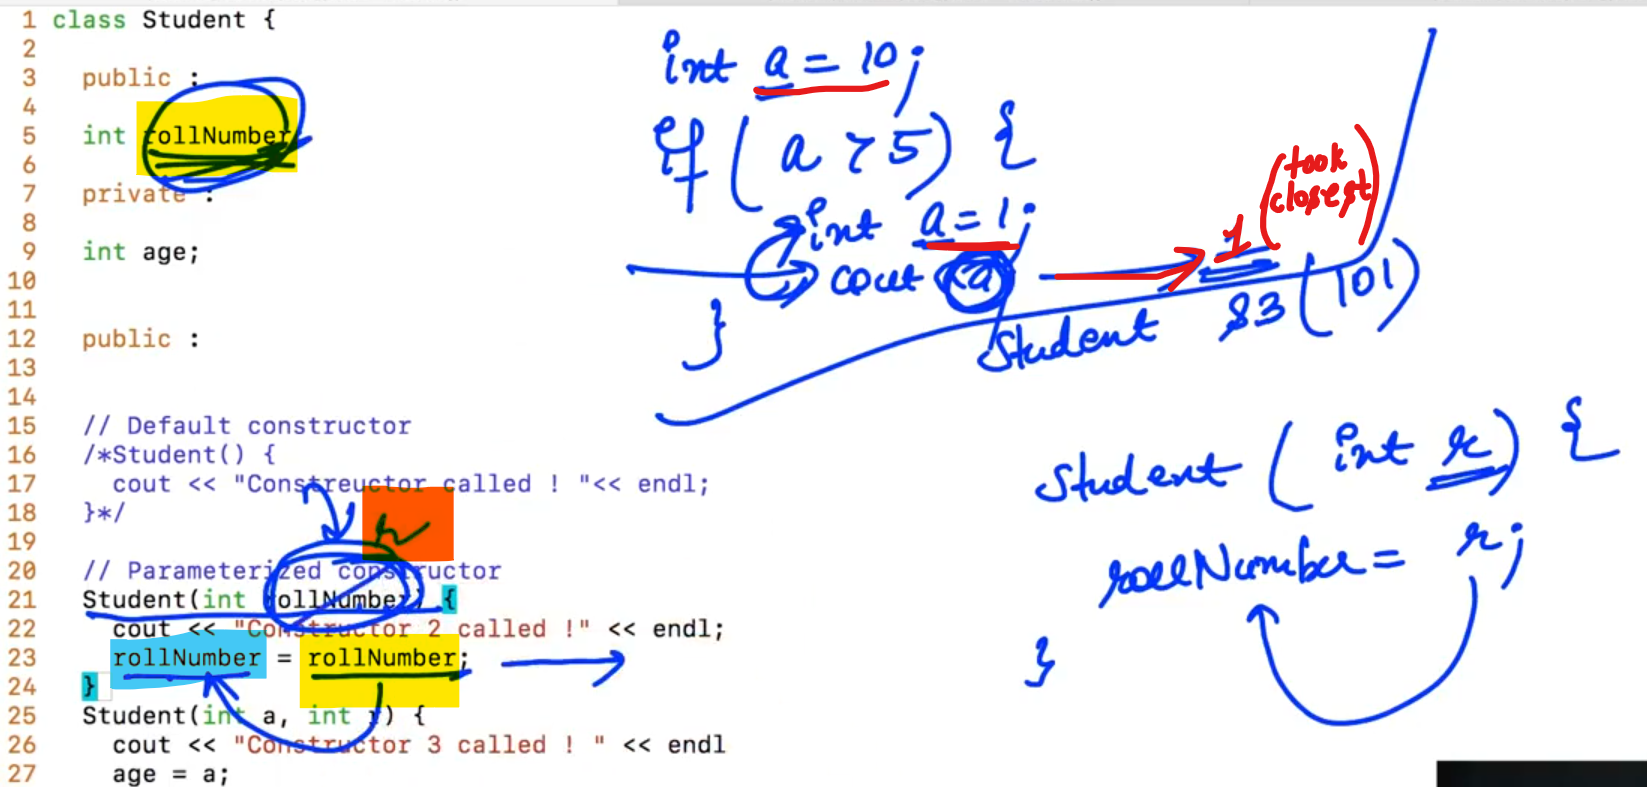 1 class Student {
2
3 public :
4
5 int rollNumber;
6
7 private :
8
9 int age;
10
11
12 public :
13
14
15 // Default constructor
16 /*Student() {
17 cout << "Constreuctor called ! "<< endl;
18 }*/
19
20 // Parameterized constructor
21 Student(int rollNumber) {
22 cout << "Constructor 2 called !" << endl;
23 rollNumber = rollNumber;
24 }
25 Student(int a, int r) {
26 cout << "Constructor 3 called ! " << endl
27 age = a;
r
int a = 10;
if ( a > 5) {
int a = 1;
cout <a
}
1 (took
closest)
Student S3 (101)
Student ( int r) {
rollNumber = r;
}